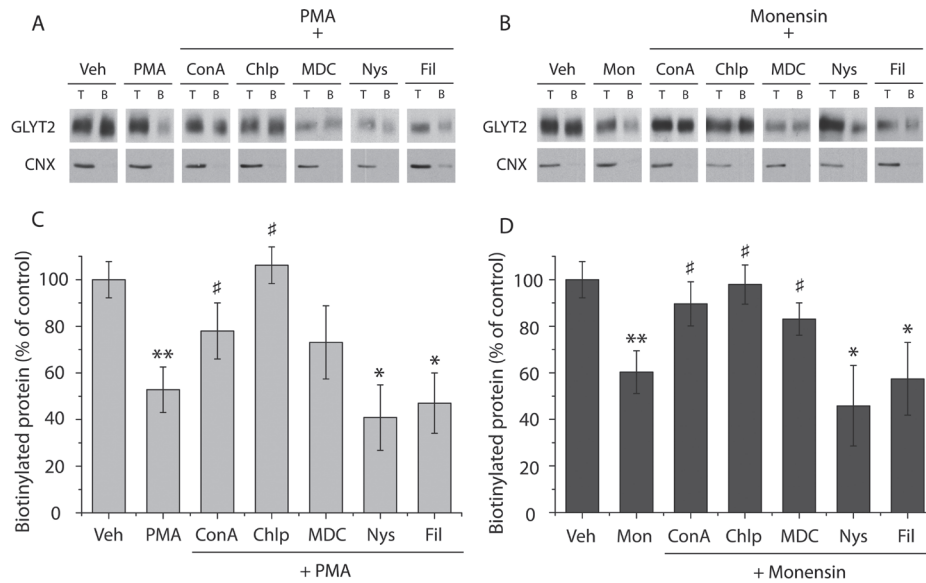 A
PMA
+
Veh PMA ConA Chlp MDC Nys Fil
T B T B T B T B T B T B T B
GLYT2
CNX
B
Monensin
+
Veh Mon ConA Chlp MDC Nys Fil
T B T B T B T B T B T B T B
GLYT2
CNX
C
Biotinylated protein (% of control)
100
80
60
40
20
0
** ♯ ♯ * *
Veh PMA ConA Chlp MDC Nys Fil
+ PMA
D
Biotinylated protein (% of control)
100
80
60
40
20
0
** ♯ ♯ ♯ * *
Veh Mon ConA Chlp MDC Nys Fil
+ Monensin